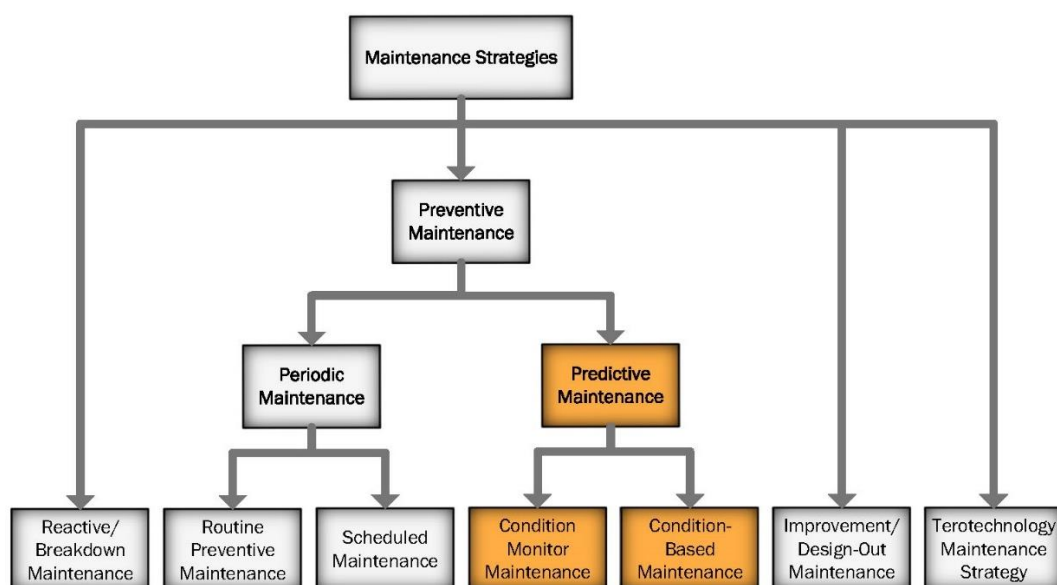 Maintenance Strategies
Preventive
Maintenance
Periodic
Maintenance
Predictive
Maintenance
Reactive/
Breakdown
Maintenance
Routine
Preventive
Maintenance
Scheduled
Maintenance
Condition
Monitor
Maintenance
Condition-
Based
Maintenance
Improvement/
Design-Out
Maintenance
Terotechnology
Maintenance
Strategy